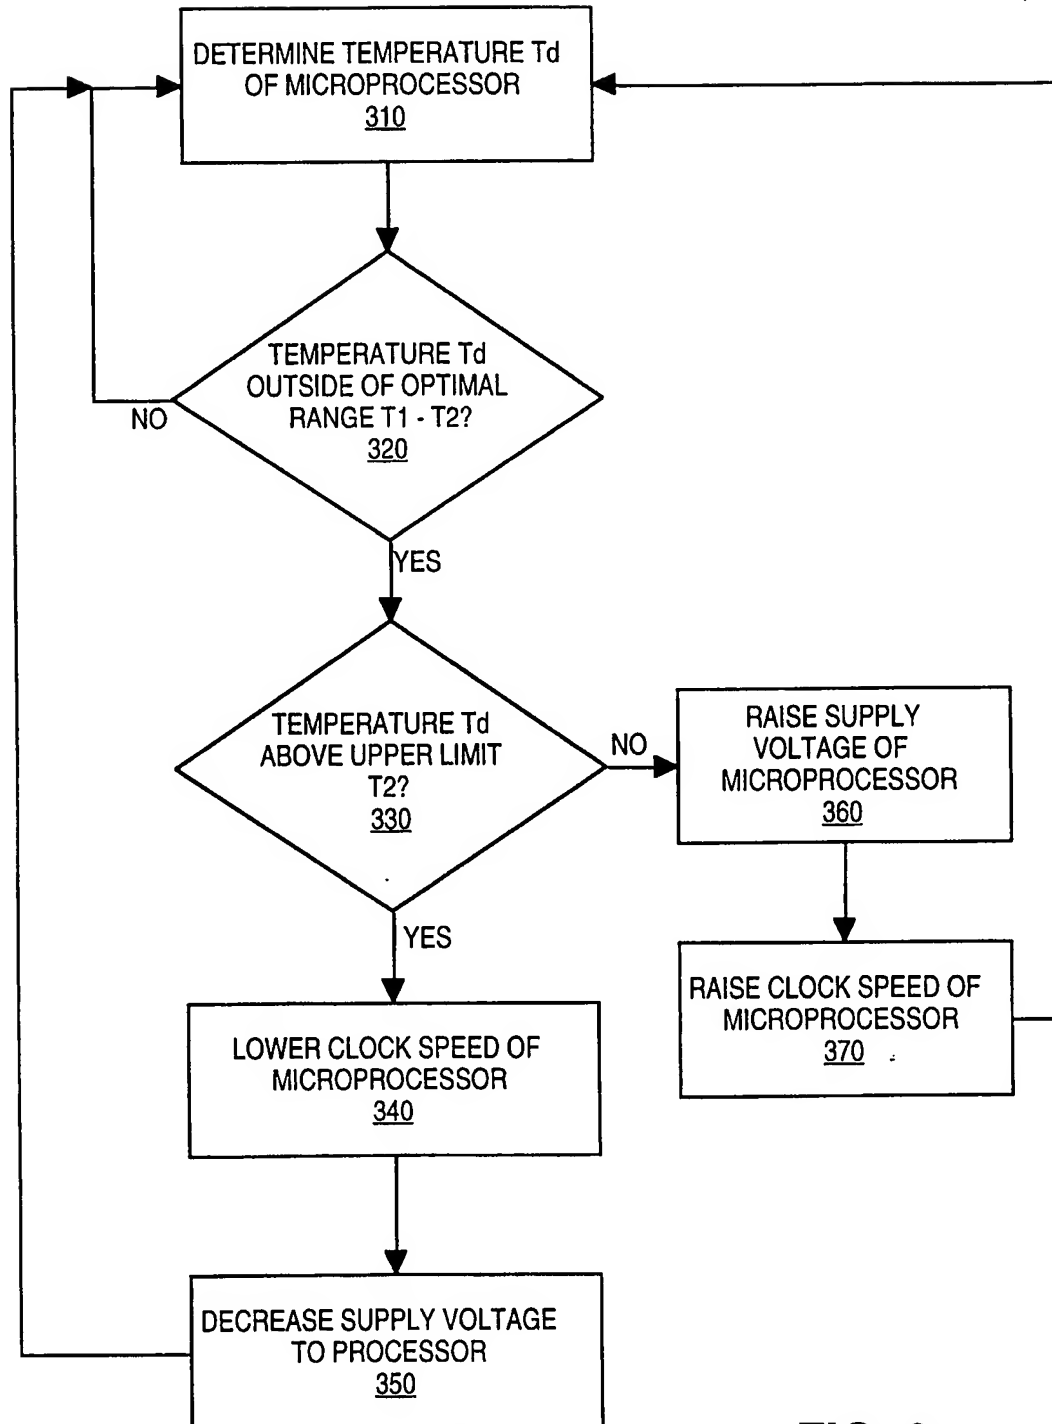 DETERMINE TEMPERATURE Td
OF MICROPROCESSOR
310
TEMPERATURE Td
OUTSIDE OF OPTIMAL
RANGE T1 - T2?
320
NO
YES
TEMPERATURE Td
ABOVE UPPER LIMIT
T2?
330
NO
RAISE SUPPLY
VOLTAGE OF
MICROPROCESSOR
360
YES
RAISE CLOCK SPEED OF
MICROPROCESSOR
370
LOWER CLOCK SPEED OF
MICROPROCESSOR
340
DECREASE SUPPLY VOLTAGE
TO PROCESSOR
350